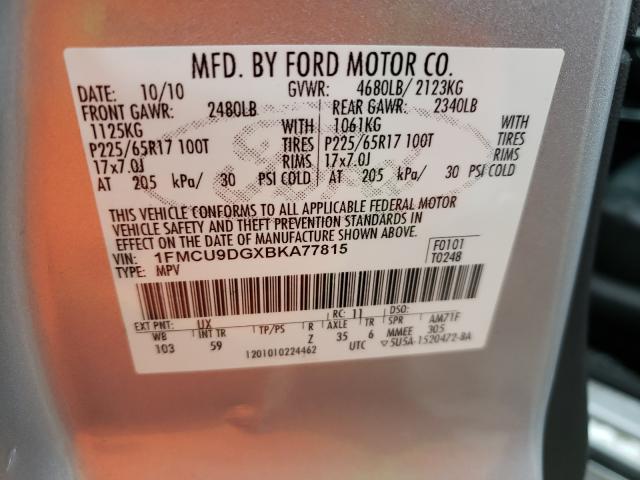 MFD. BY FORD MOTOR CO.
DATE: 10/10 GVWR: 4680LB/ 2123KG
FRONT GAWR: 2480LB REAR GAWR: 2340LB
1125KG WITH 1061KG WITH
P225/65R17 100T TIRES P225/65R17 100T TIRES
17x7.0J RIMS 17x7.0J RIMS
AT 205 kPa/ 30 PSI COLD AT 205 kPa/ 30 PSI COLD
THIS VEHICLE CONFORMS TO ALL APPLICABLE FEDERAL MOTOR
VEHICLE SAFETY AND THEFT PREVENTION STANDARDS IN
EFFECT ON THE DATE OF MANUFACTURE SHOWN ABOVE.
VIN: 1FMCU9DGXBKA77815 F0101
TYPE: MPV T0248
EXT PNT: UX RC: 11 DSO:
WB INT TR TP/PS R AXLE TR SPR AM71F
103 59 Z 35 6 MMEE 305
1201010224462 UTC ▽5USA-1520472-BA
Ford